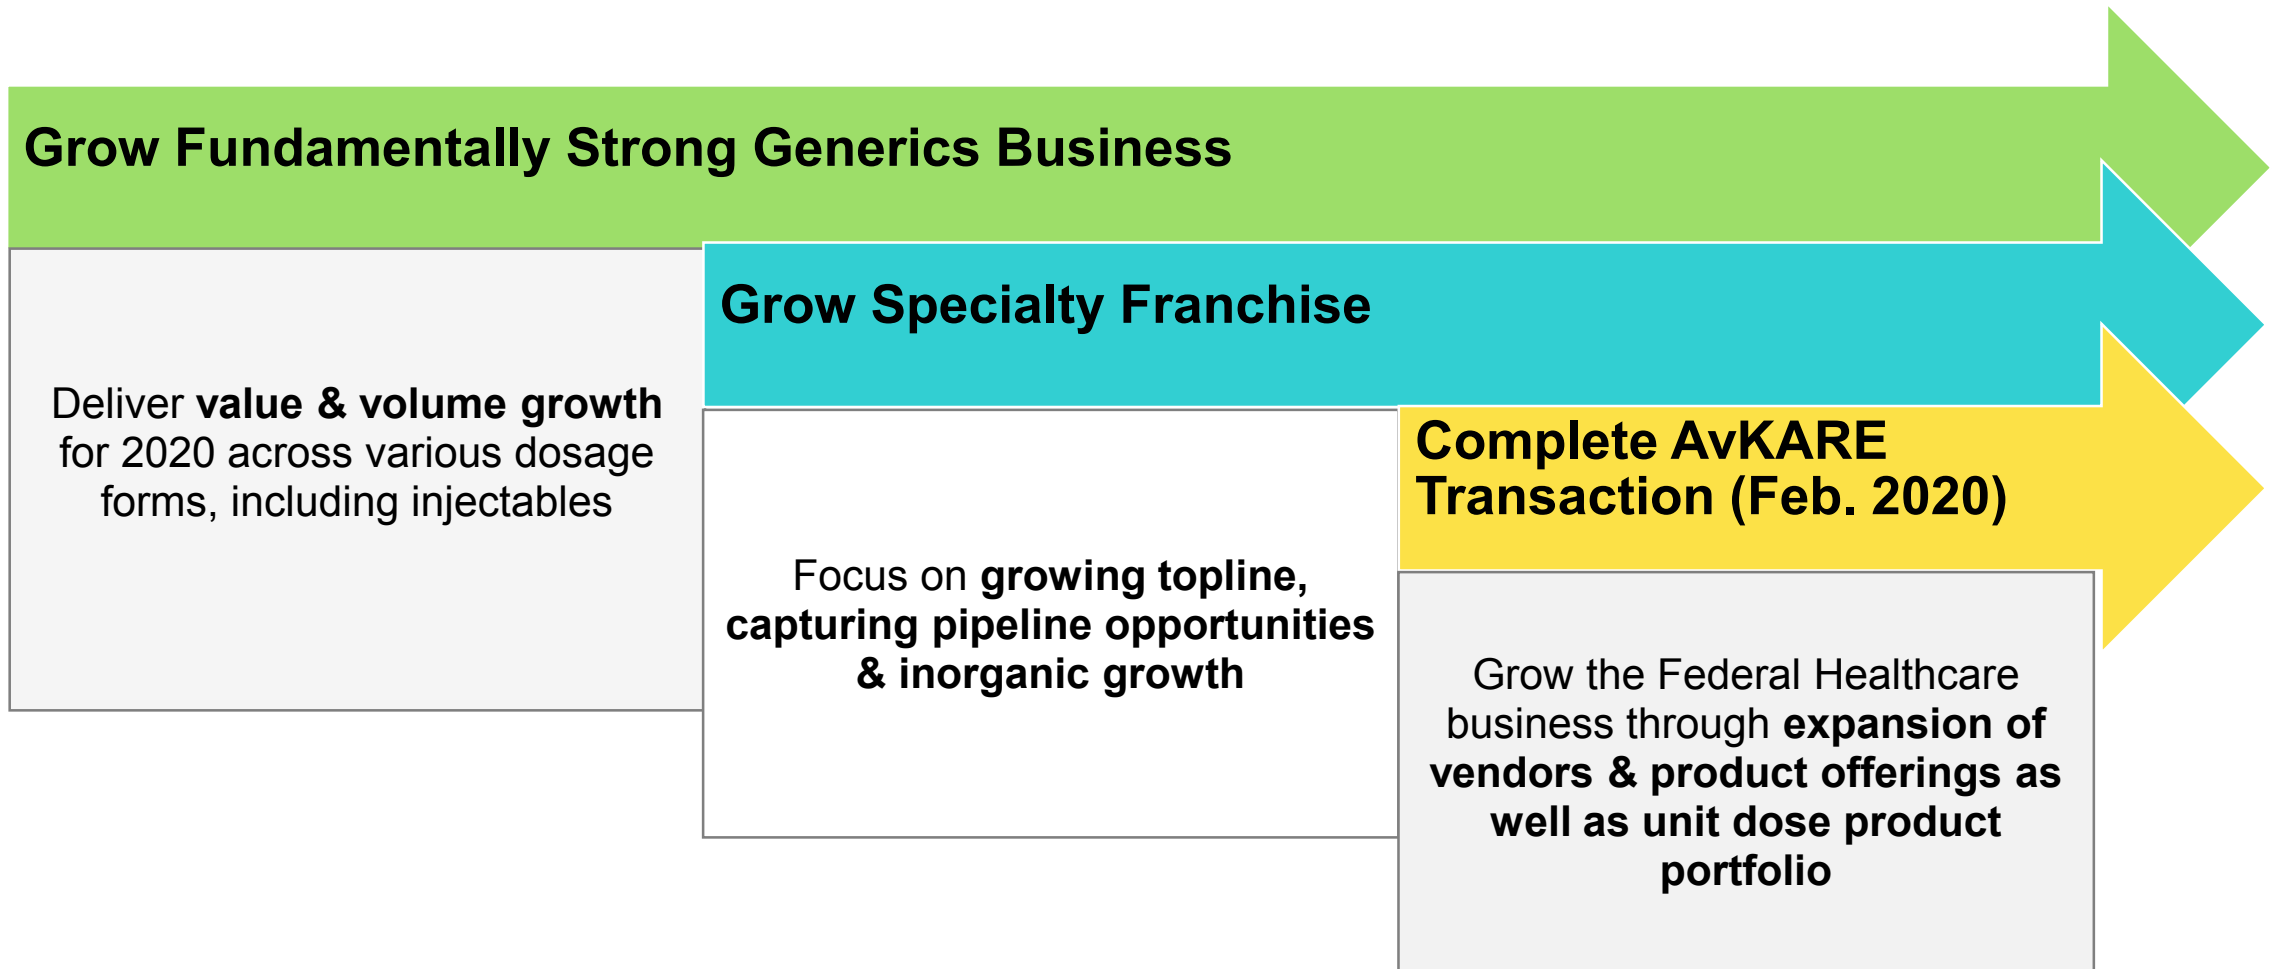 Grow Fundamentally Strong Generics Business
Deliver value & volume growth
for 2020 across various dosage
forms, including injectables
Grow Specialty Franchise
Focus on growing topline,
capturing pipeline opportunities
& inorganic growth
Complete AvKARE
Transaction (Feb. 2020)
Grow the Federal Healthcare
business through expansion of
vendors & product offerings as
well as unit dose product
portfolio